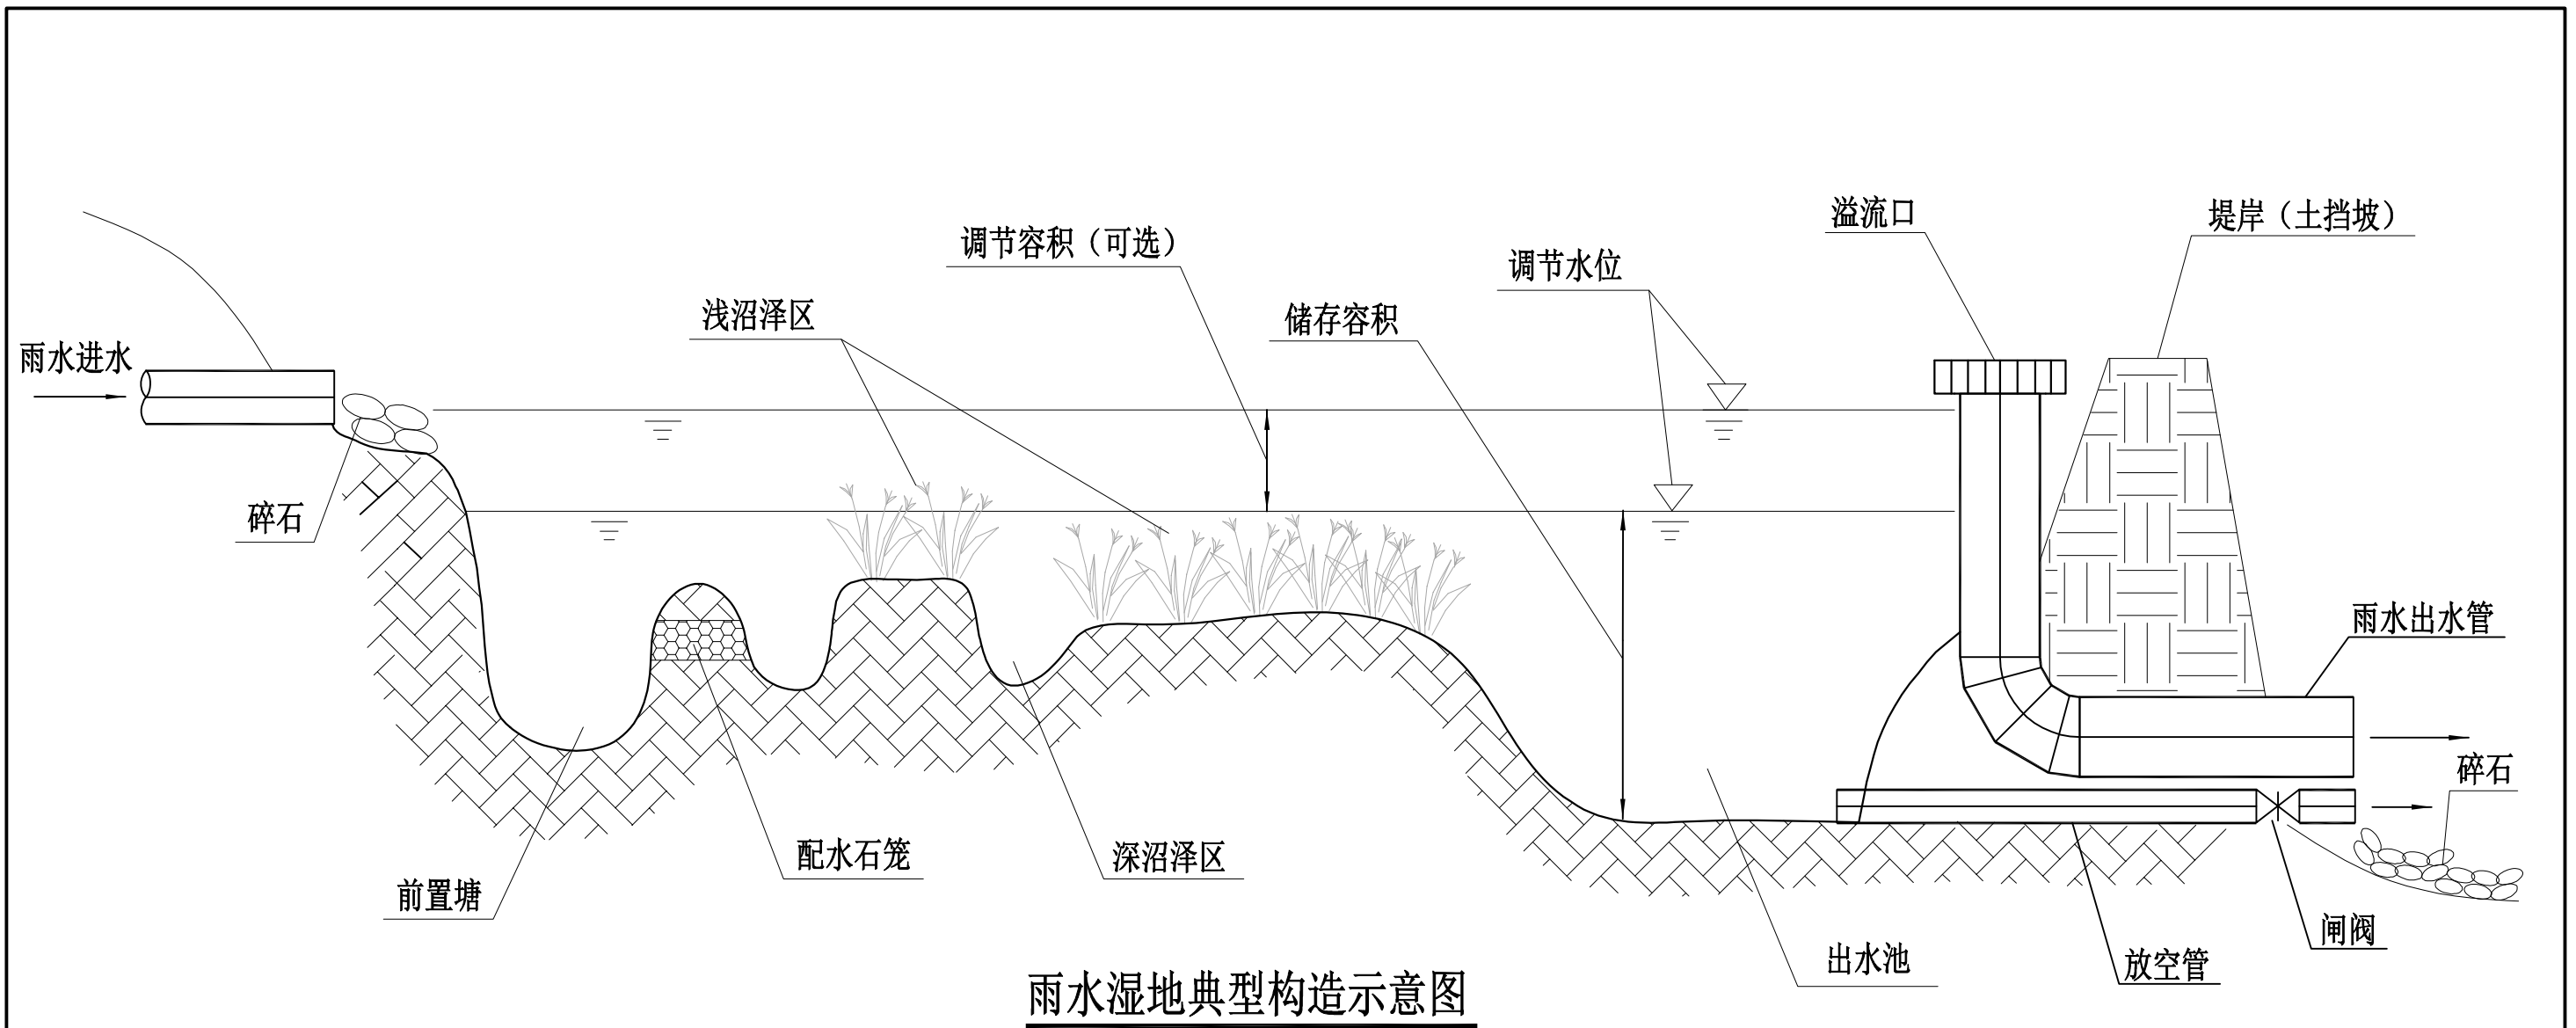 溢流口
堤岸（土挡坡）
调节容积（可选）
调节水位
浅沼泽区
储存容积
雨水进水
碎石
雨水出水管
碎石
配水石笼
深沼泽区
前置塘
闸阀
出水池
放空管
雨水湿地典型构造示意图